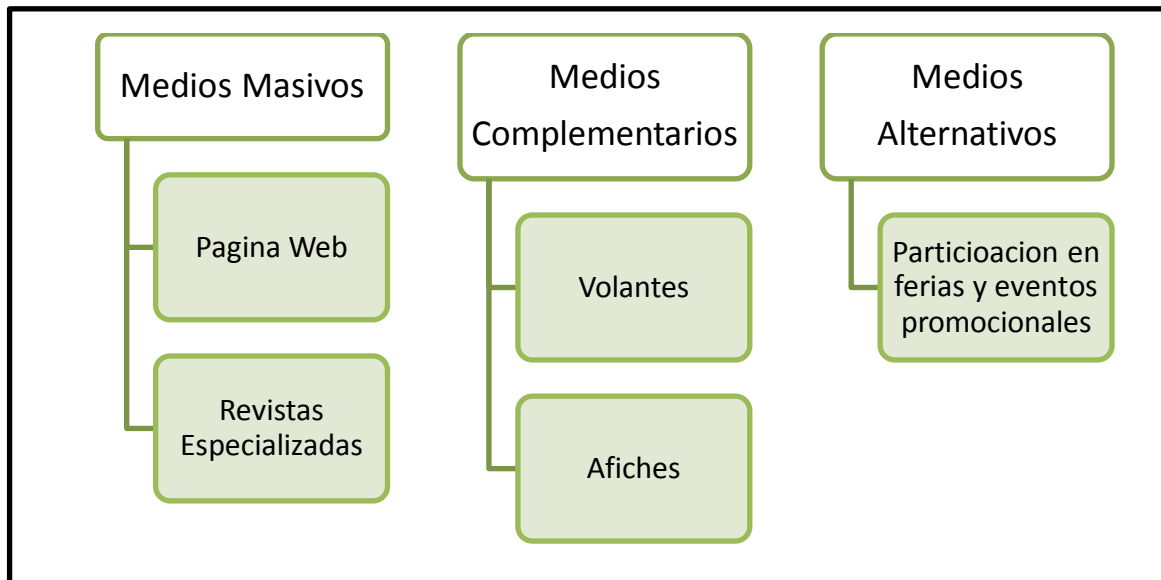 Medios Masivos
Pagina Web
Revistas
Especializadas
Medios
Complementarios
Volantes
Afiches
Medios
Alternativos
Particioacion en
ferias y eventos
promocionales